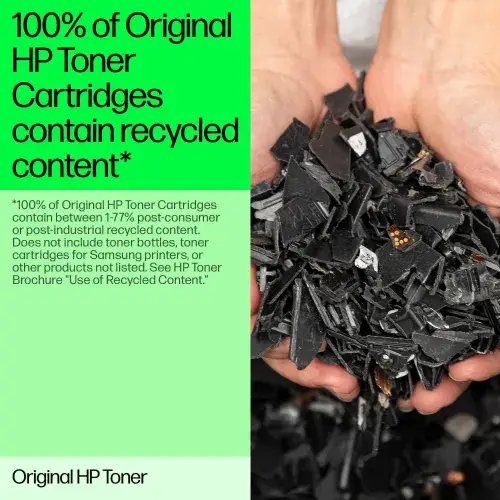 100% of Original
HP Toner
Cartridges
contain recycled
content*
*100% of Original HP Toner Cartridges
contain between 1-77% post-consumer
or post-industrial recycled content.
Does not include toner bottles, toner
cartridges for Samsung printers, or
other products not listed. See HP Toner
Brochure "Use of Recycled Content."
Original HP Toner